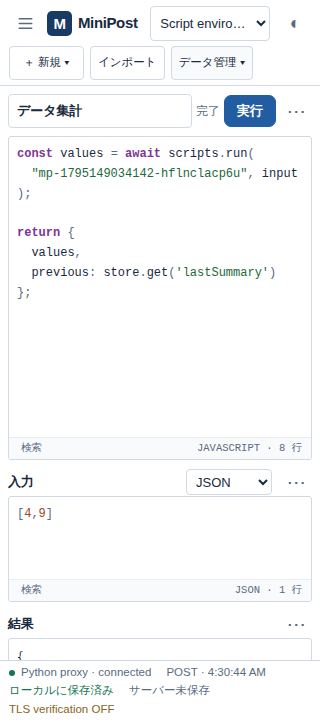 M MiniPost Script enviro…
＋ 新規 ▾ インポート データ管理 ▾
データ集計 完了 実行 ···
const values = await scripts.run(
  "mp-1795149034142-hflnclacp6u", input
);

return {
  values,
  previous: store.get('lastSummary')
};
検索 JAVASCRIPT · 8 行
入力 JSON ···
[4,9]
検索 JSON · 1 行
結果 ···
{
Python proxy · connected POST · 4:30:44 AM
ローカルに保存済み サーバー未保存
TLS verification OFF